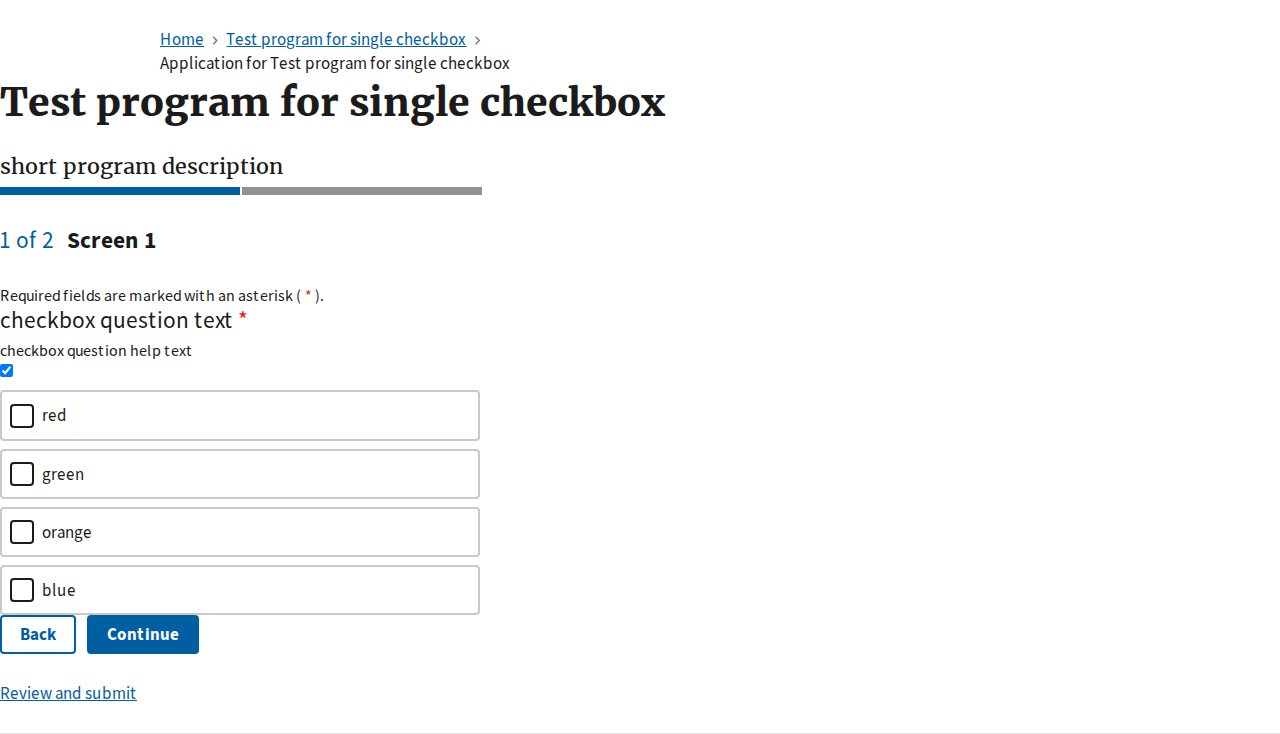 Home > Test program for single checkbox >
Application for Test program for single checkbox
Test program for single checkbox
short program description
1 of 2 Screen 1
Required fields are marked with an asterisk ( * ).
checkbox question text *
checkbox question help text
red
green
orange
blue
Back Continue
Review and submit